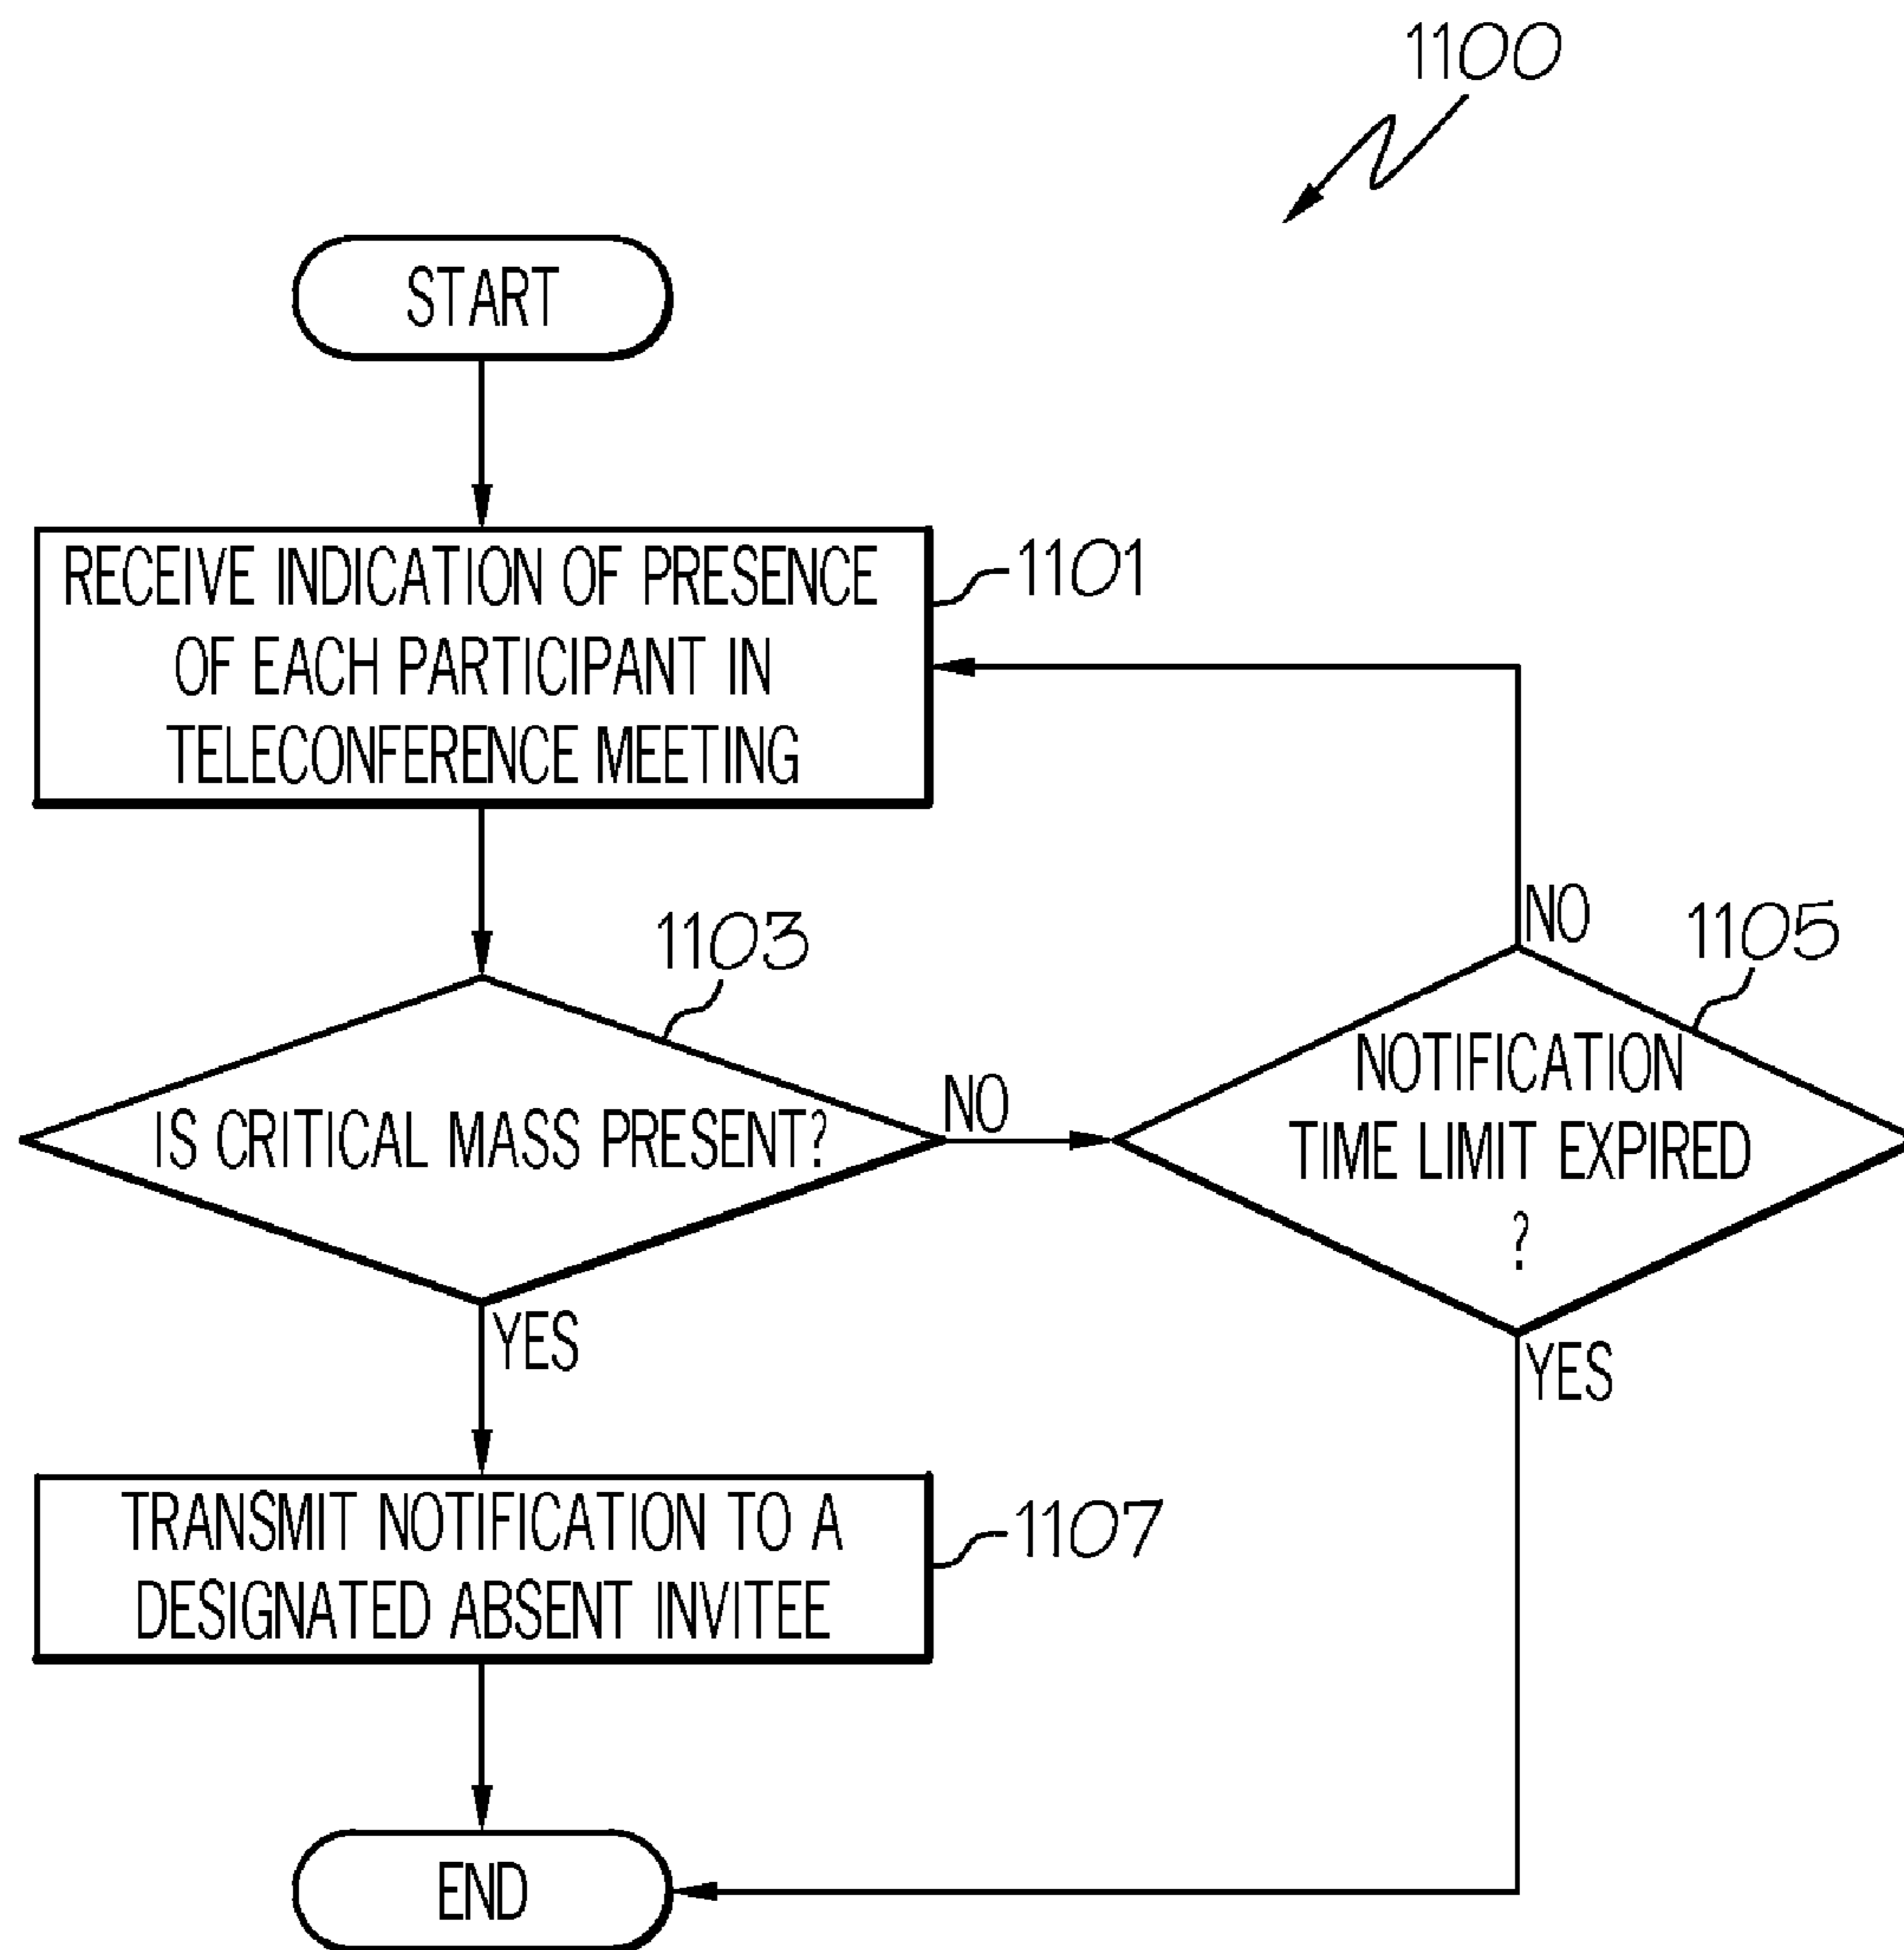 1100
START
RECEIVE INDICATION OF PRESENCE
OF EACH PARTICIPANT IN
TELECONFERENCE MEETING
1101
1103
IS CRITICAL MASS PRESENT?
NO
YES
NO
1105
NOTIFICATION
TIME LIMIT EXPIRED
?
YES
TRANSMIT NOTIFICATION TO A
DESIGNATED ABSENT INVITEE
1107
END